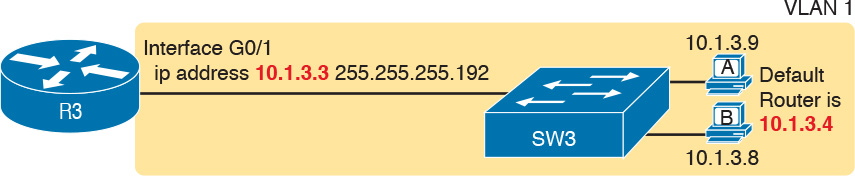 VLAN 1
Interface G0/1
ip address 10.1.3.3 255.255.255.192
R3
SW3
10.1.3.9
A
B
Default
Router is
10.1.3.4
10.1.3.8